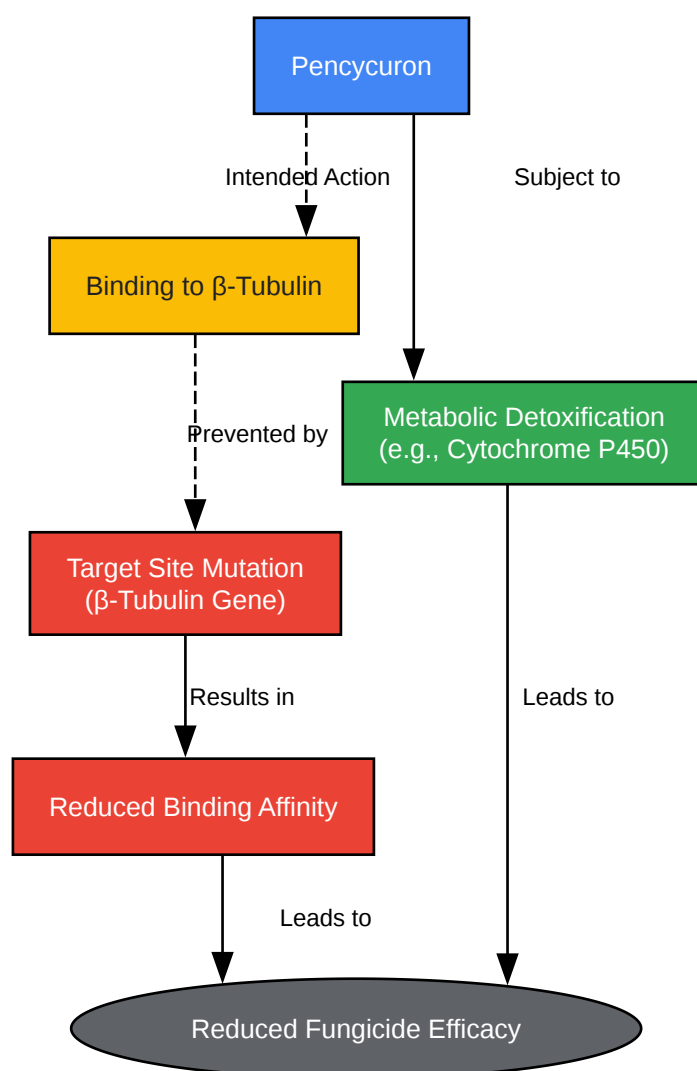 Pencycuron
Intended Action
Subject to
Binding to β-Tubulin
Metabolic Detoxification
(e.g., Cytochrome P450)
Prevented by
Target Site Mutation
(β-Tubulin Gene)
Results in
Leads to
Reduced Binding Affinity
Leads to
Reduced Fungicide Efficacy